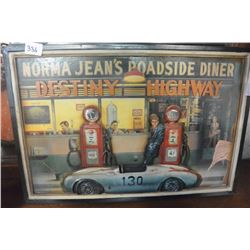 336
NORMA JEAN'S ROADSIDE DINER
DESTINY HIGHWAY
130